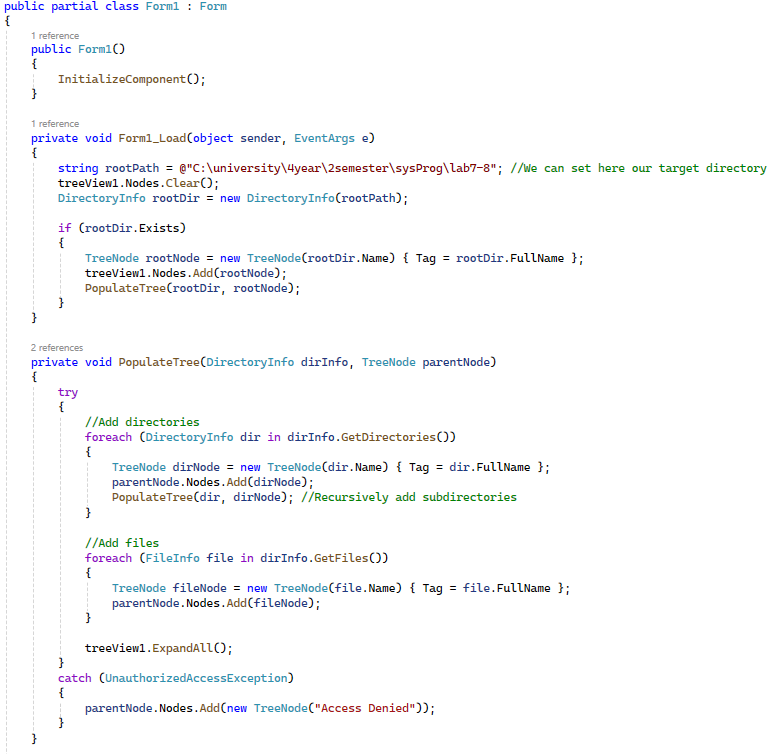 public partial class Form1 : Form
{
1 reference
public Form1()
{
InitializeComponent();
}
1 reference
private void Form1_Load(object sender, EventArgs e)
{
string rootPath = @"C:\university\4year\2semester\sysProg\lab7-8"; //We can set here our target directory
treeView1.Nodes.Clear();
DirectoryInfo rootDir = new DirectoryInfo(rootPath);
if (rootDir.Exists)
{
TreeNode rootNode = new TreeNode(rootDir.Name) { Tag = rootDir.FullName };
treeView1.Nodes.Add(rootNode);
PopulateTree(rootDir, rootNode);
}
}
2 references
private void PopulateTree(DirectoryInfo dirInfo, TreeNode parentNode)
{
try
{
//Add directories
foreach (DirectoryInfo dir in dirInfo.GetDirectories())
{
TreeNode dirNode = new TreeNode(dir.Name) { Tag = dir.FullName };
parentNode.Nodes.Add(dirNode);
PopulateTree(dir, dirNode); //Recursively add subdirectories
}
//Add files
foreach (FileInfo file in dirInfo.GetFiles())
{
TreeNode fileNode = new TreeNode(file.Name) { Tag = file.FullName };
parentNode.Nodes.Add(fileNode);
}
treeView1.ExpandAll();
}
catch (UnauthorizedAccessException)
{
parentNode.Nodes.Add(new TreeNode("Access Denied"));
}
}